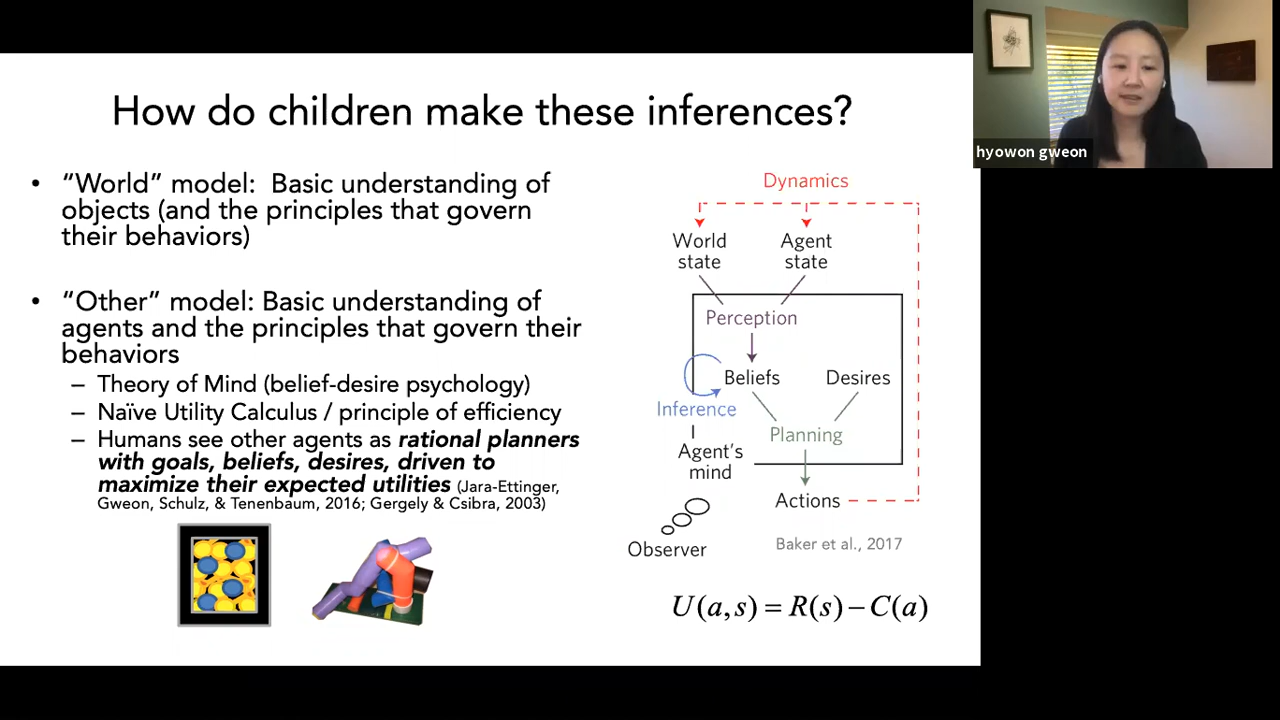 How do children make these inferences?
hyowon gweon
• “World” model: Basic understanding of
objects (and the principles that govern
their behaviors)
• “Other” model: Basic understanding of
agents and the principles that govern their
behaviors
– Theory of Mind (belief-desire psychology)
– Naïve Utility Calculus / principle of efficiency
– Humans see other agents as rational planners
with goals, beliefs, desires, driven to
maximize their expected utilities (Jara-Ettinger,
Gweon, Schulz, & Tenenbaum, 2016; Gergely & Csibra, 2003)
Dynamics
World
state
Agent
state
Perception
Beliefs
Desires
Inference
Planning
Agent’s
mind
Actions
Observer
Baker et al., 2017
U(a,s) = R(s) – C(a)